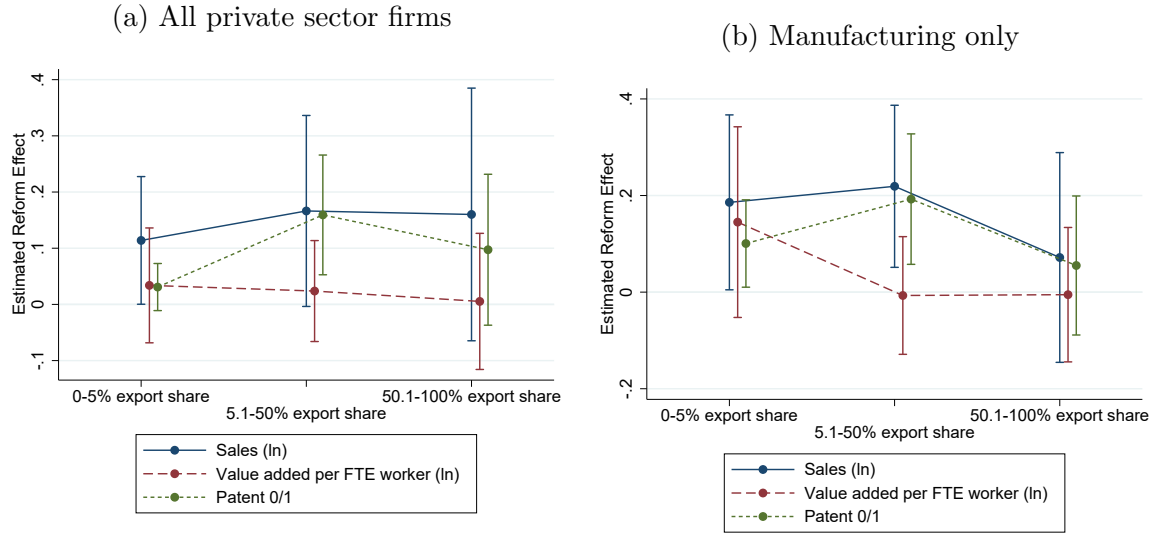 (a) All private sector firms
Estimated Reform Effect
.4
.3
.2
.1
0
-.1
0-5% export share
5.1-50% export share
50.1-100% export share
Sales (ln)
Value added per FTE worker (ln)
Patent 0/1
(b) Manufacturing only
Estimated Reform Effect
.4
.2
0
-.2
0-5% export share
5.1-50% export share
50.1-100% export share
Sales (ln)
Value added per FTE worker (ln)
Patent 0/1